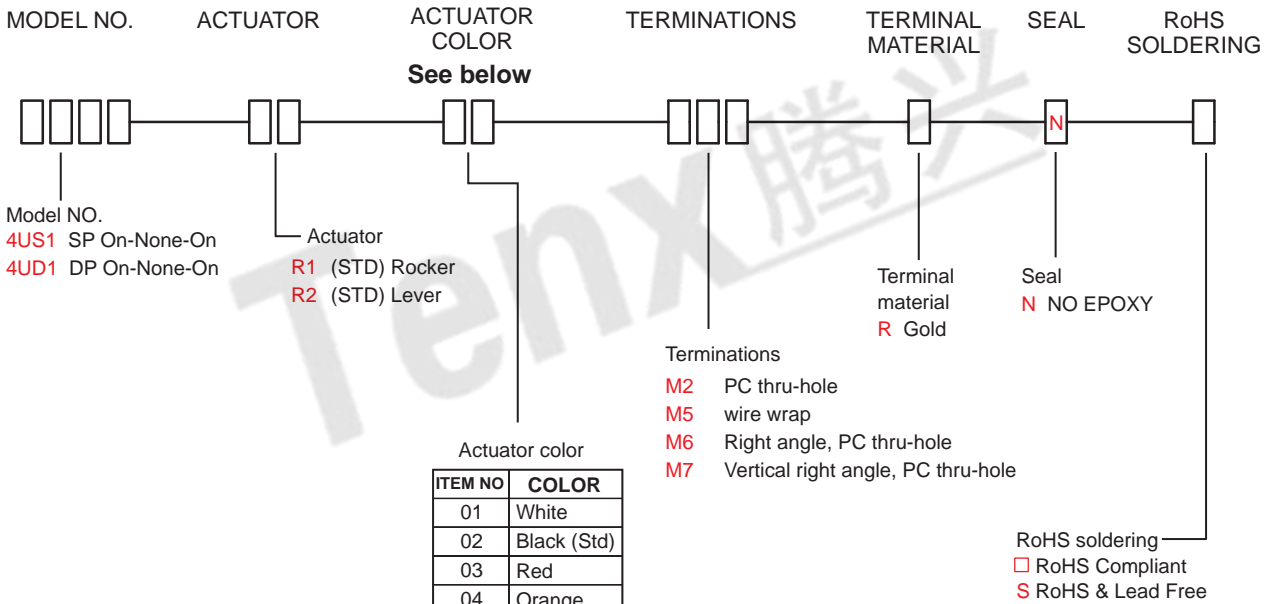 MODEL NO.
ACTUATOR
ACTUATOR
COLOR
See below
TERMINATIONS
TERMINAL
MATERIAL
SEAL
RoHS
SOLDERING
N
Model NO.
4US1 SP On-None-On
4UD1 DP On-None-On
Actuator
R1 (STD) Rocker
R2 (STD) Lever
Actuator color
ITEM NO COLOR
01 White
02 Black (Std)
03 Red
04 Orange
Terminations
M2 PC thru-hole
M5 wire wrap
M6 Right angle, PC thru-hole
M7 Vertical right angle, PC thru-hole
Terminal
material
R Gold
Seal
N NO EPOXY
RoHS soldering
□ RoHS Compliant
S RoHS & Lead Free
Tenx腾兴